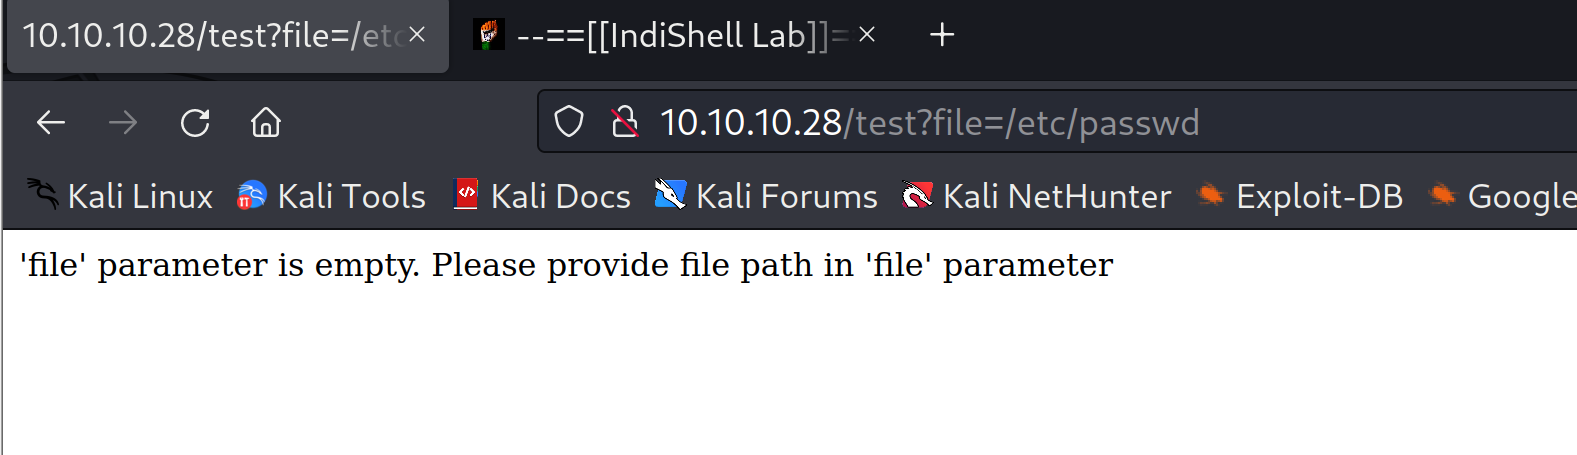 10.10.10.28/test?file=/etc --==[[IndiShell Lab]]=
10.10.10.28/test?file=/etc/passwd
Kali Linux Kali Tools Kali Docs Kali Forums Kali NetHunter Exploit-DB Google
'file' parameter is empty. Please provide file path in 'file' parameter